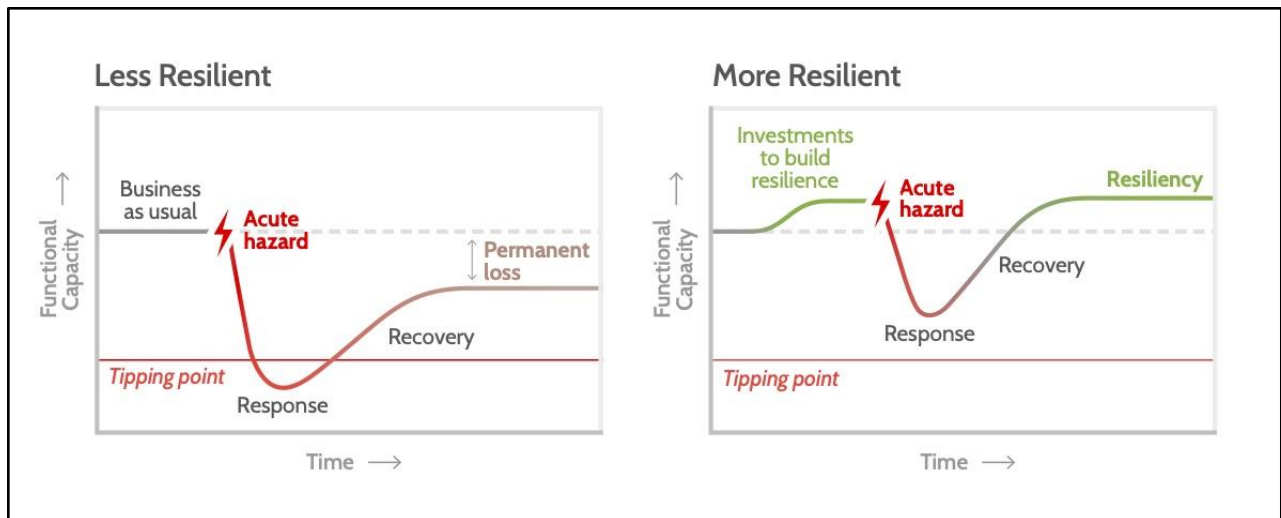 Less Resilient
Functional
Capacity
Business
as usual
Acute
hazard
Permanent
loss
Recovery
Tipping point
Response
Time
More Resilient
Functional
Capacity
Investments
to build
resilience
Acute
hazard
Resiliency
Recovery
Response
Tipping point
Time